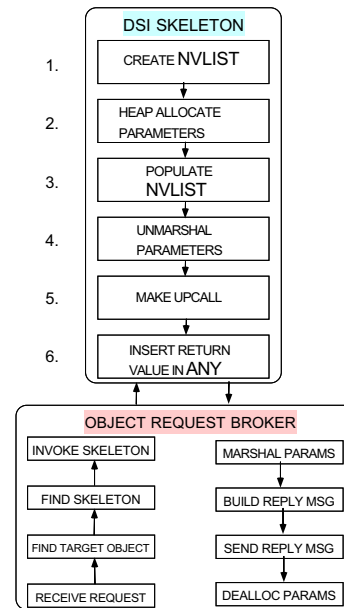 DSI SKELETON
1.
CREATE NVLIST
2.
HEAP ALLOCATE
PARAMETERS
3.
POPULATE
NVLIST
4.
UNMARSHAL
PARAMETERS
5.
MAKE UPCALL
6.
INSERT RETURN
VALUE IN ANY
OBJECT REQUEST BROKER
INVOKE SKELETON
FIND SKELETON
FIND TARGET OBJECT
RECEIVE REQUEST
MARSHAL PARAMS
BUILD REPLY MSG
SEND REPLY MSG
DEALLOC PARAMS